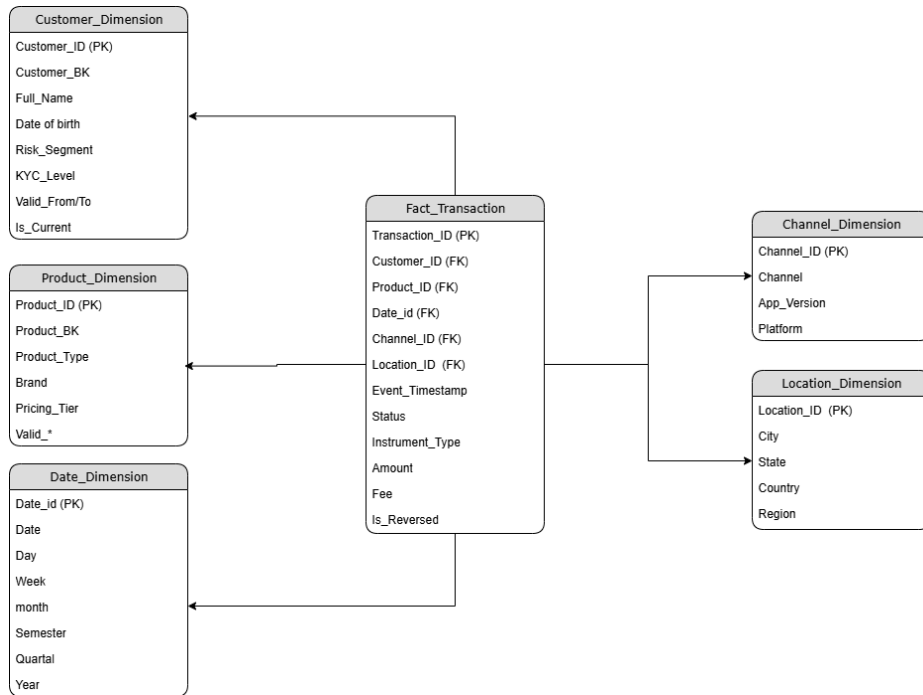 Customer_Dimension
Customer_ID (PK)
Customer_BK
Full_Name
Date of birth
Risk_Segment
KYC_Level
Valid_From/To
Is_Current
Product_Dimension
Product_ID (PK)
Product_BK
Product_Type
Brand
Pricing_Tier
Valid_*
Date_Dimension
Date_id (PK)
Date
Day
Week
month
Semester
Quartal
Year
Fact_Transaction
Transaction_ID (PK)
Customer_ID (FK)
Product_ID (FK)
Date_id (FK)
Channel_ID (FK)
Location_ID (FK)
Event_Timestamp
Status
Instrument_Type
Amount
Fee
Is_Reversed
Channel_Dimension
Channel_ID (PK)
Channel
App_Version
Platform
Location_Dimension
Location_ID (PK)
City
State
Country
Region